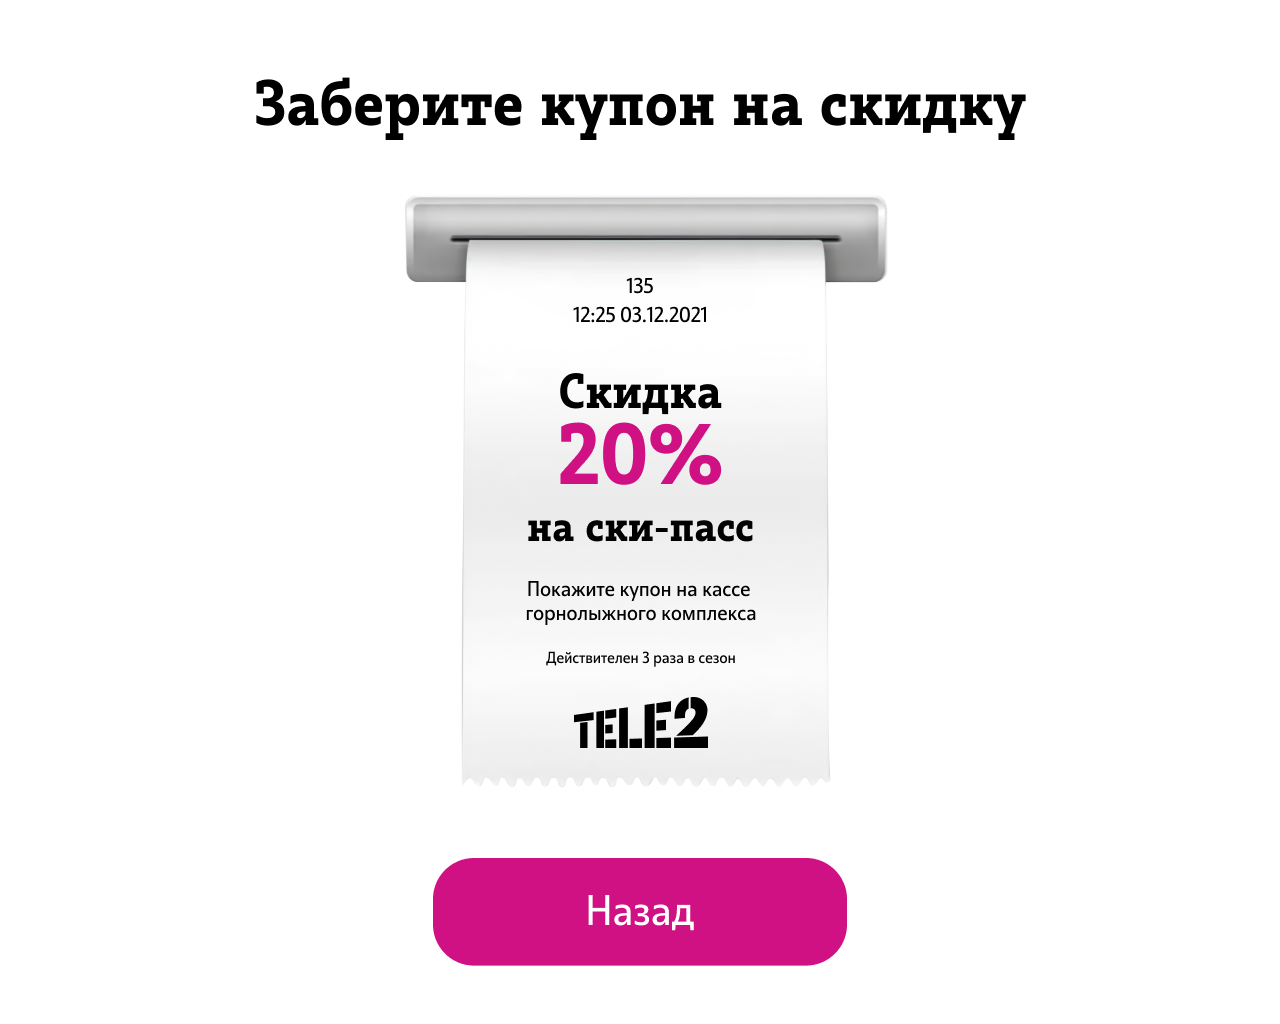 Заберите купон на скидку
135
12:25 03.12.2021
Скидка
20%
на ски-пасс
Покажите купон на кассе
горнолыжного комплекса
Действителен 3 раза в сезон
TELE2
Назад